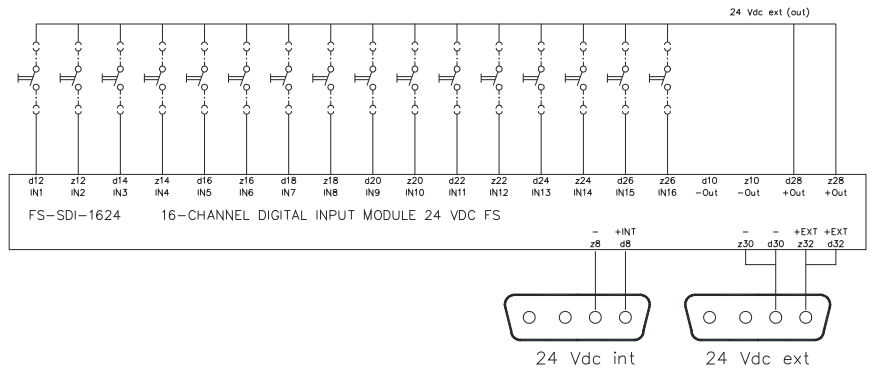 24 Vdc ext (out)
d12 z12 d14 z14 d16 z16 d18 z18 d20 z20 d22 z22 d24 z24 d26 z26 d10 z10 d28 z28
IN1 IN2 IN3 IN4 IN5 IN6 IN7 IN8 IN9 IN10 IN11 IN12 IN13 IN14 IN15 IN16 -Out -Out +Out +Out
FS-SDI-1624 16-CHANNEL DIGITAL INPUT MODULE 24 VDC FS
- +INT - - +EXT +EXT
z8 d8 z30 d30 z32 d32
24 Vdc int 24 Vdc ext